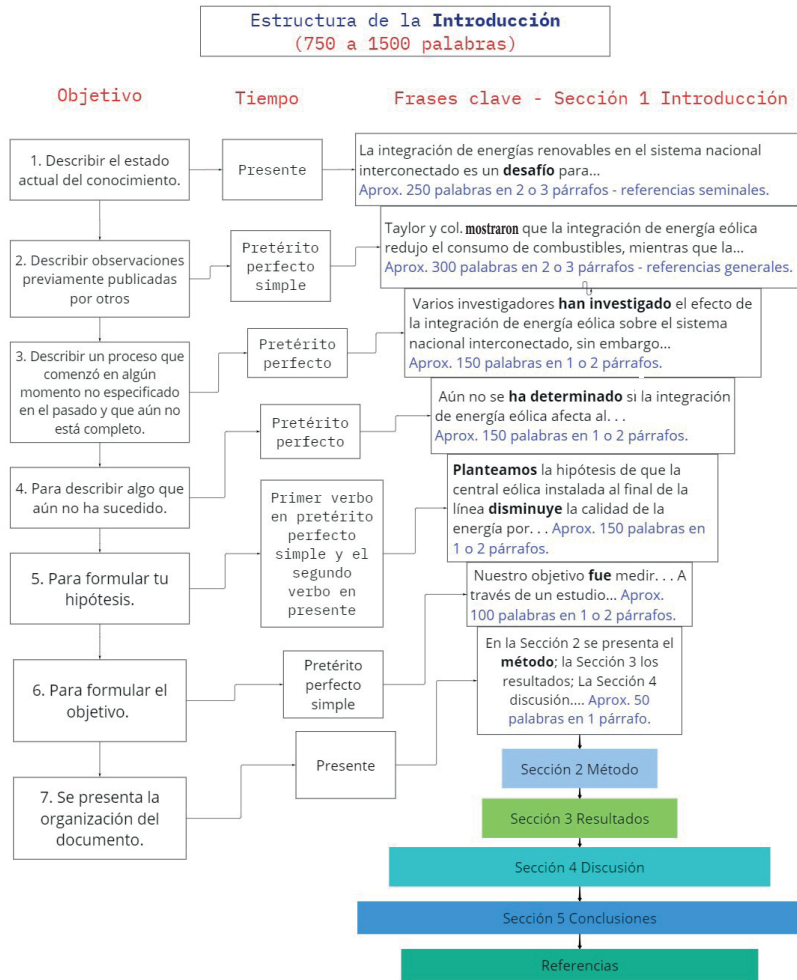 Estructura de la Introducción
(750 a 1500 palabras)
Objetivo
Tiempo
Frases clave - Sección 1 Introducción
1. Describir el estado
actual del conocimiento.
Presente
La integración de energías renovables en el sistema nacional
interconectado es un desafío para...
Aprox. 250 palabras en 2 o 3 párrafos - referencias seminales.
2. Describir observaciones
previamente publicadas
por otros
Pretérito
perfecto
simple
Taylor y col. mostraron que la integración de energía eólica
redujo el consumo de combustibles, mientras que la...
Aprox. 300 palabras en 2 o 3 párrafos - referencias generales.
3. Describir un proceso que
comenzó en algún
momento no especificado
en el pasado y que aún no
está completo.
Pretérito
perfecto
Varios investigadores han investigado el efecto de
la integración de energía eólica sobre el sistema
nacional interconectado, sin embargo...
Aprox. 150 palabras en 1 o 2 párrafos.
4. Para describir algo que
aún no ha sucedido.
Pretérito
perfecto
Aún no se ha determinado si la integración
de energía eólica afecta al. . .
Aprox. 150 palabras en 1 o 2 párrafos.
5. Para formular tu
hipótesis.
Primer verbo
en pretérito
perfecto
simple y el
segundo
verbo en
presente
Planteamos la hipótesis de que la
central eólica instalada al final de la
línea disminuye la calidad de la
energía por. . . Aprox. 150 palabras en
1 o 2 párrafos.
6. Para formular el
objetivo.
Pretérito
perfecto
simple
Nuestro objetivo fue medir. . . A
través de un estudio... Aprox.
100 palabras en 1 o 2 párrafos.
7. Se presenta la
organización del
documento.
Presente
En la Sección 2 se presenta el
método; la Sección 3 los
resultados; La Sección 4
discusión.... Aprox. 50
palabras en 1 párrafo.
Sección 2 Método
Sección 3 Resultados
Sección 4 Discusión
Sección 5 Conclusiones
Referencias